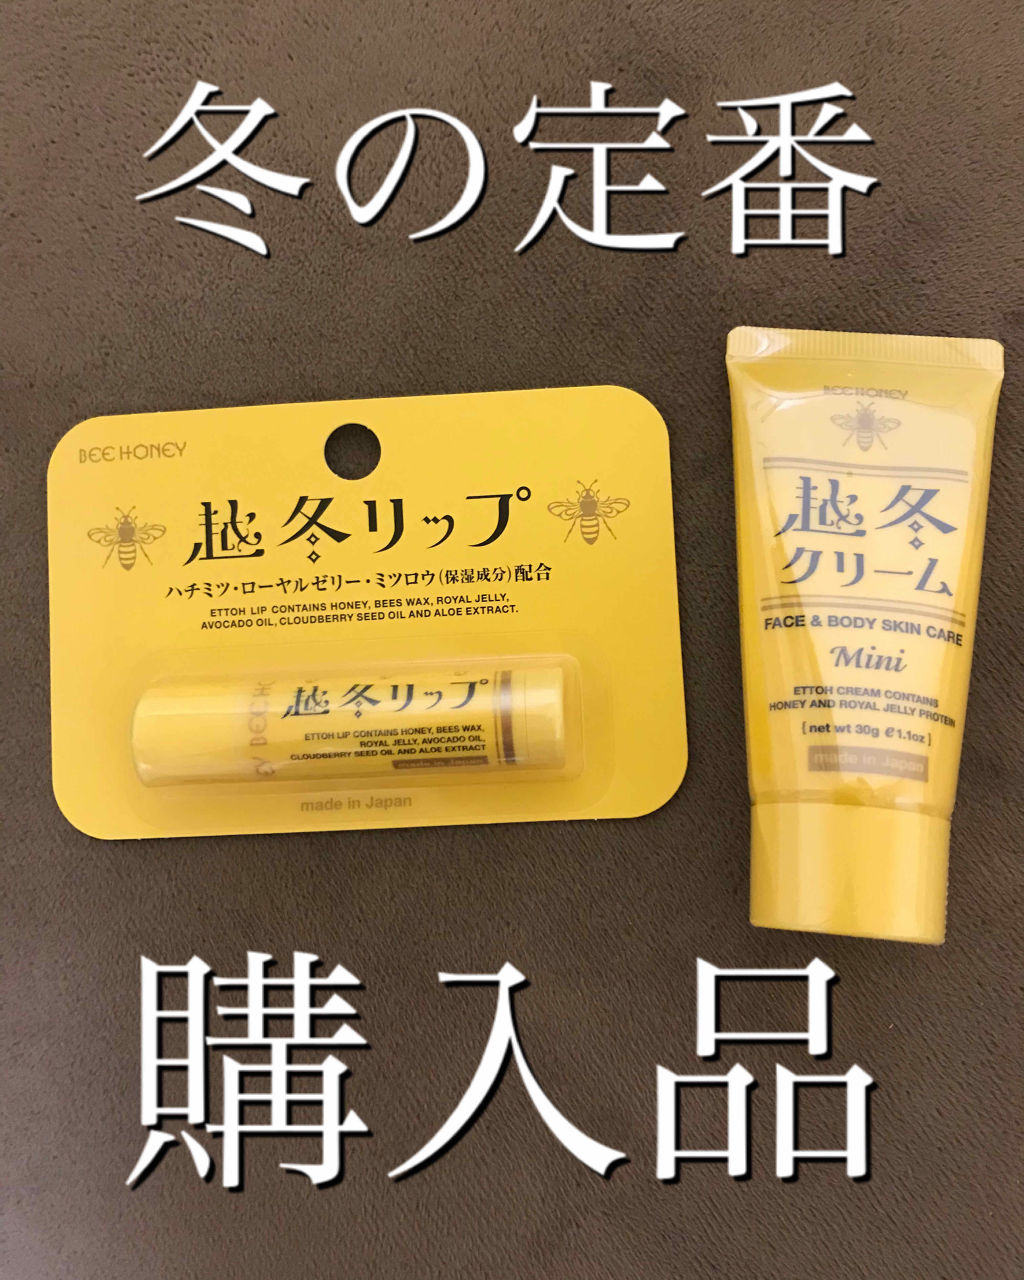 冬の定番
BEE HONEY
越冬リップ
ハチミツ・ローヤルゼリー・ミツロウ(保湿成分)配合
ETTOH LIP CONTAINS HONEY, BEES WAX, ROYAL JELLY,
AVOCADO OIL, CLOUDBERRY SEED OIL AND ALOE EXTRACT.
越冬リップ
ETTOH LIP CONTAINS HONEY, BEES WAX,
ROYAL JELLY, AVOCADO OIL,
CLOUDBERRY SEED OIL AND ALOE EXTRACT
made in Japan
made in Japan
BEE HONEY
越冬
クリーム
FACE & BODY SKIN CARE
Mini
ETTOH CREAM CONTAINS
HONEY AND ROYAL JELLY PROTEIN
[net wt 30g e1.1oz]
made in Japan
購入品